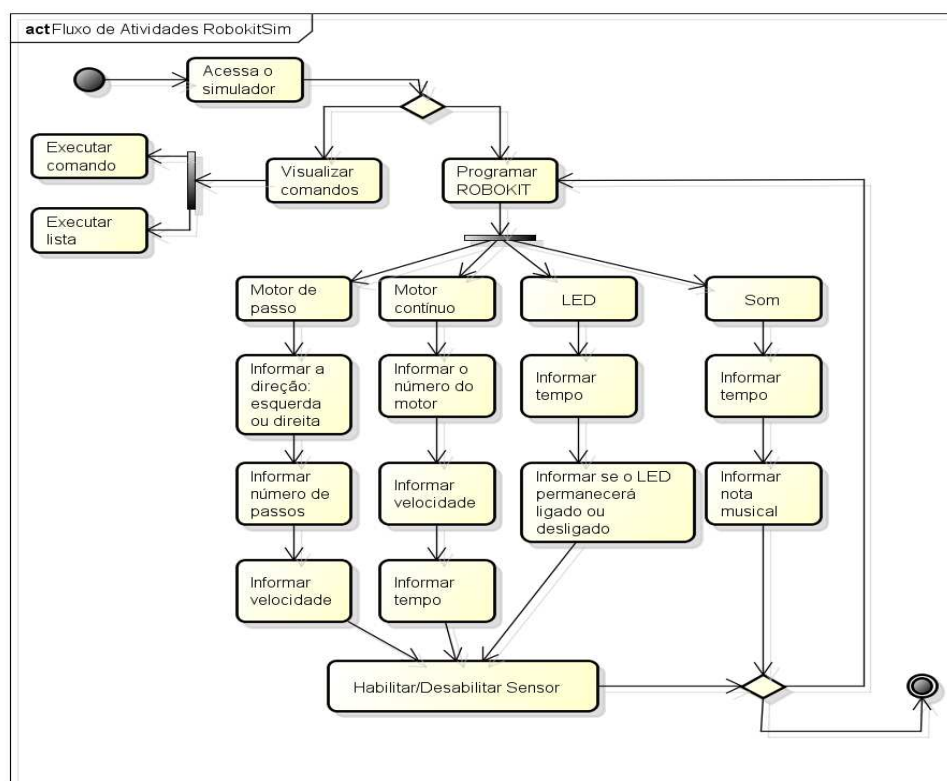 act Fluxo de Atividades RobokitSim
Acessa o
simulador
Executar
comando
Visualizar
comandos
Programar
ROBOKIT
Executar
lista
Motor de
passo
Motor
contínuo
LED
Som
Informar a
direção:
esquerda
ou direita
Informar o
número do
motor
Informar
tempo
Informar
tempo
Informar
número de
passos
Informar
velocidade
Informar se o LED
permanecerá
ligado ou
desligado
Informar
nota
musical
Informar
velocidade
Informar
tempo
Habilitar/Desabilitar Sensor